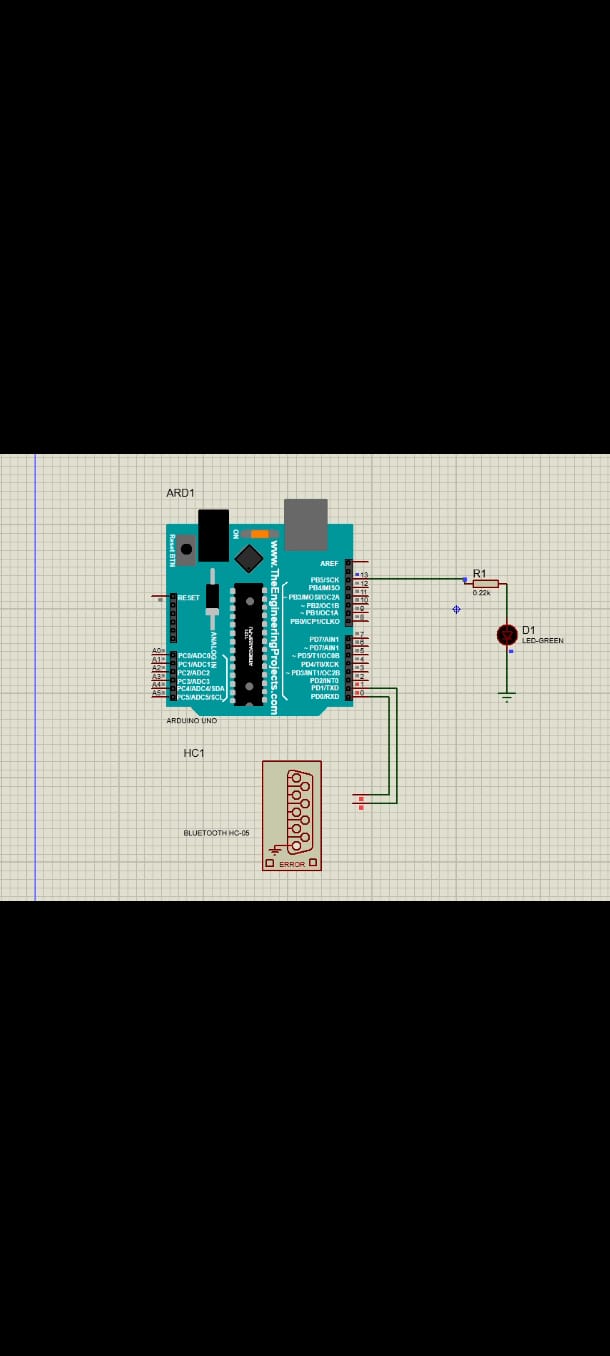 ARD1
ON
Reset BTN
www.TheEngineeringProjects.com
AREF
PB5/SCK 13
PB4/MISO 12
~ PB3/MOSI/OC2A 11
~ PB2/OC1B 10
~ PB1/OC1A 9
PB0/ICP1/CLKO 8
RESET
ANALOG IN
PD7/AIN1 7
~ PD7/AIN1 6
~ PD5/T1/OC0B 5
PD4/T0/XCK 4
~ PD3/INT1/OC2B 3
PD2/INT0 2
PD1/TXD 1
PD0/RXD 0
A0 PC0/ADC0
A1 PC1/ADC1
A2 PC2/ADC2
A3 PC3/ADC3
A4 PC4/ADC4/SDA
A5 PC5/ADC5/SCL
ARDUINO UNO
R1
0.22k
D1
LED-GREEN
HC1
BLUETOOTH HC-05
ERROR